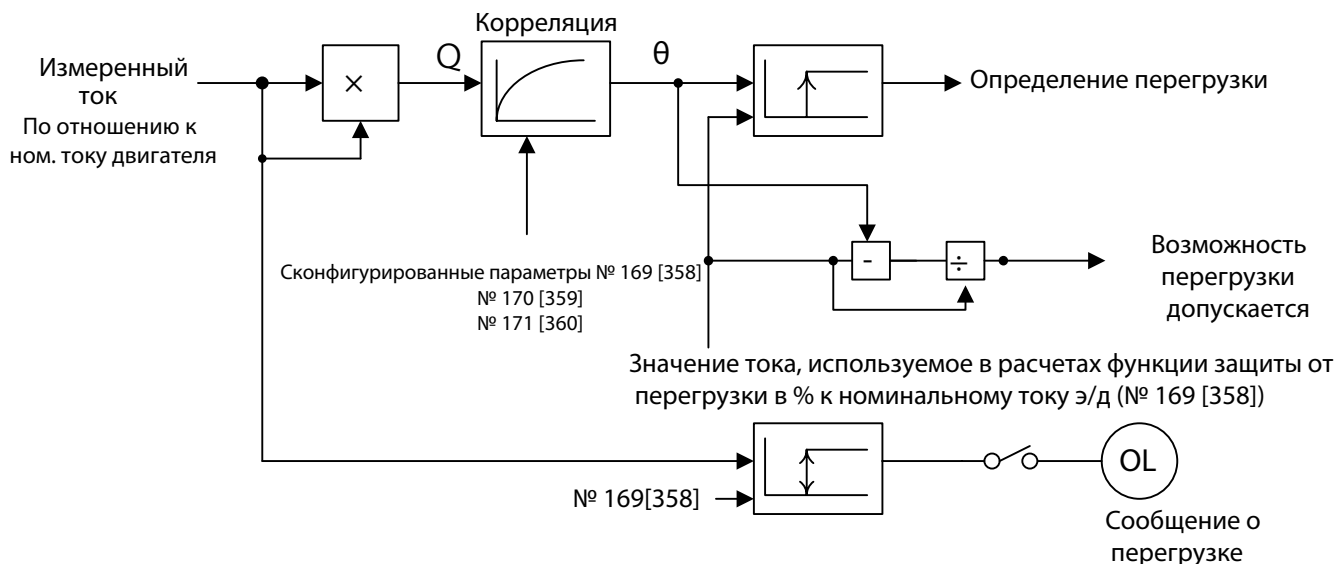 Корреляция
Измеренный
ток
По отношению к
ном. току двигателя
×
Q
θ
Определение перегрузки
Сконфигурированные параметры № 169 [358]
№ 170 [359]
№ 171 [360]
-
÷
Возможность
перегрузки
допускается
Значение тока, используемое в расчетах функции защиты от
перегрузки в % к номинальному току э/д (№ 169 [358])
№ 169[358]
OL
Сообщение о
перегрузке